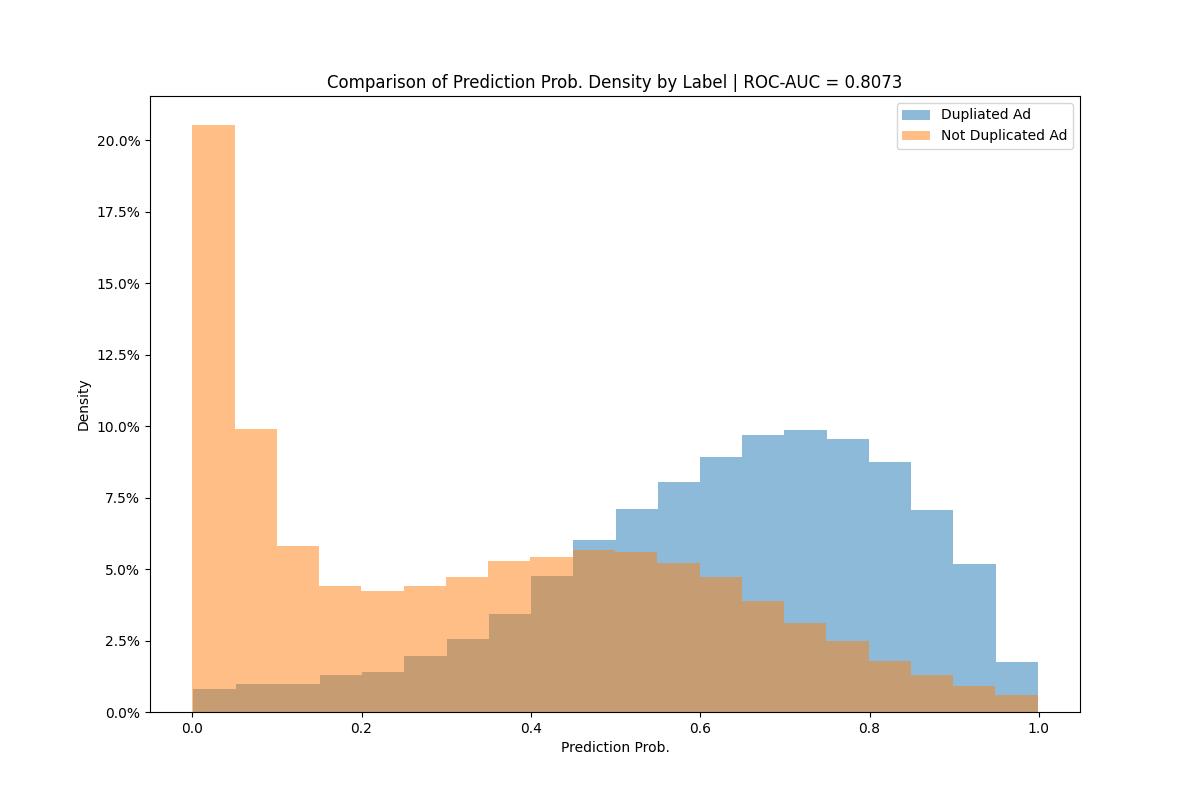 Comparison of Prediction Prob. Density by Label | ROC-AUC = 0.8073
Dupliated Ad
Not Duplicated Ad
20.0%
17.5%
15.0%
12.5%
10.0%
7.5%
5.0%
2.5%
0.0%
Density
0.0 0.2 0.4 0.6 0.8 1.0
Prediction Prob.